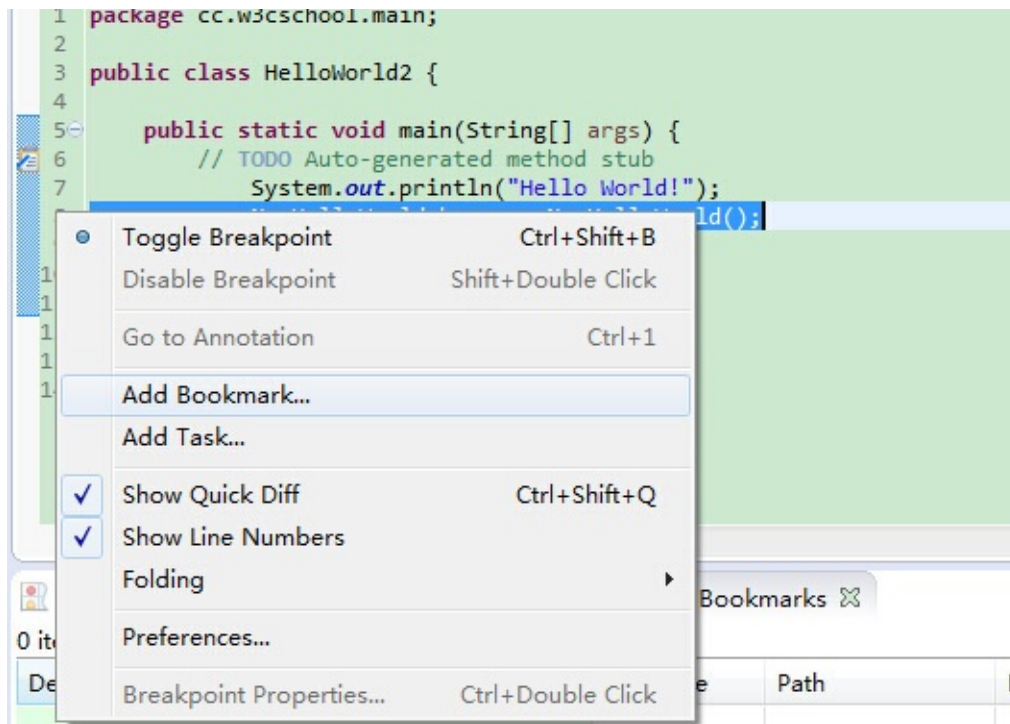 1 package cc.w3cschool.main;
2
3 public class HelloWorld2 {
4
5 public static void main(String[] args) {
6 // TODO Auto-generated method stub
7 System.out.println("Hello World!");
ld();
Toggle Breakpoint Ctrl+Shift+B
Disable Breakpoint Shift+Double Click
Go to Annotation Ctrl+1
Add Bookmark...
Add Task...
Show Quick Diff Ctrl+Shift+Q
Show Line Numbers
Folding
Bookmarks
Preferences...
0
De Path
Breakpoint Properties... Ctrl+Double Click